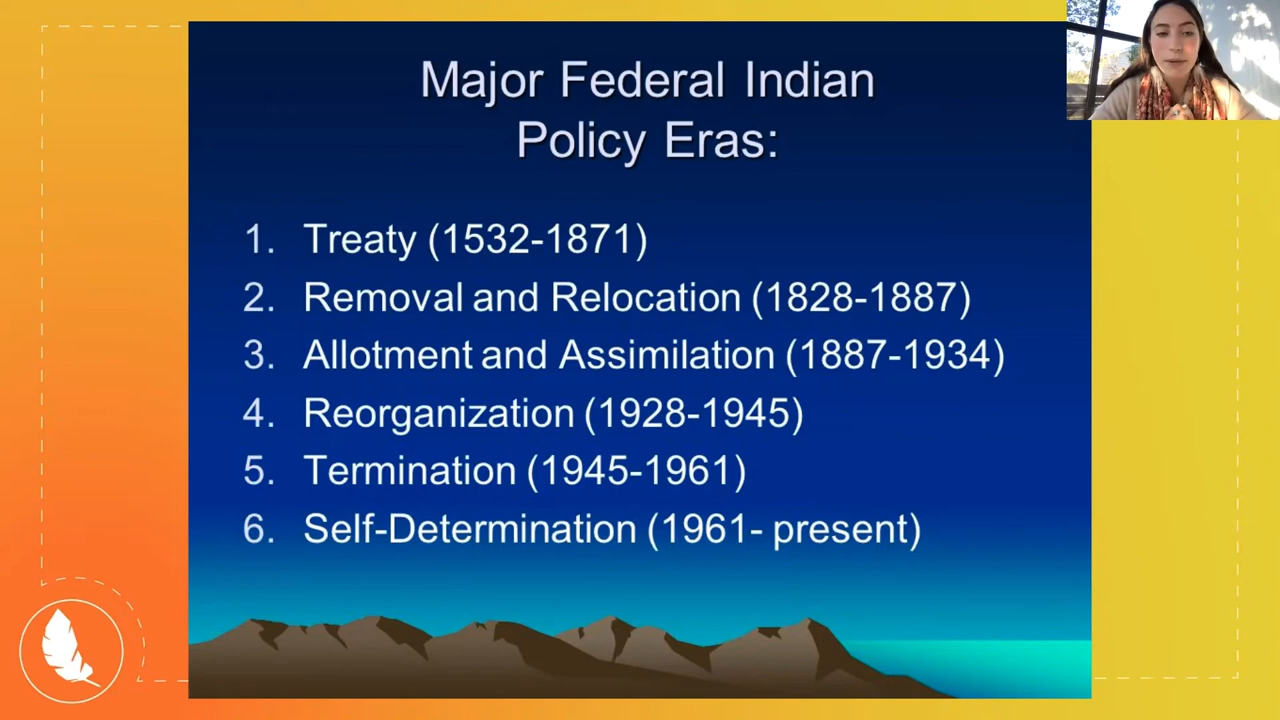 Major Federal Indian
Policy Eras:
1. Treaty (1532-1871)
2. Removal and Relocation (1828-1887)
3. Allotment and Assimilation (1887-1934)
4. Reorganization (1928-1945)
5. Termination (1945-1961)
6. Self-Determination (1961- present)